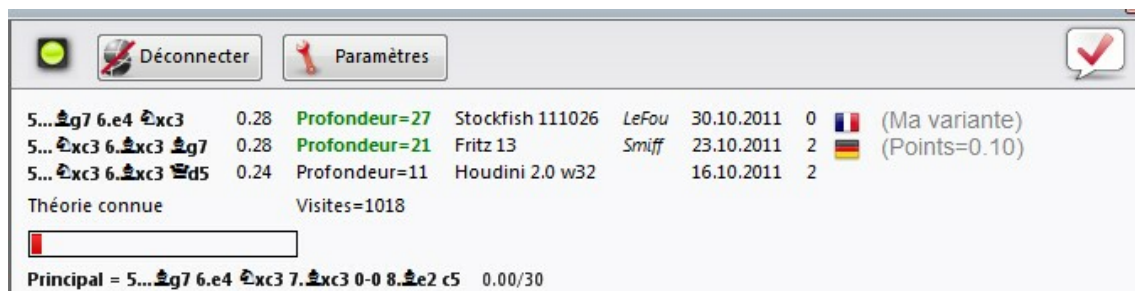 Déconnecter Paramètres
5...♝g7 6.e4 ♘xc3 0.28 Profondeur=27 Stockfish 111026 LeFou 30.10.2011 0 (Ma variante)
5...♘xc3 6.♝xc3 ♝g7 0.28 Profondeur=21 Fritz 13 Smiff 23.10.2011 2 (Points=0.10)
5...♘xc3 6.♝xc3 ♛d5 0.24 Profondeur=11 Houdini 2.0 w32 16.10.2011 2
Théorie connue Visites=1018
Principal = 5...♝g7 6.e4 ♘xc3 7.♝xc3 0-0 8.♝e2 c5 0.00/30